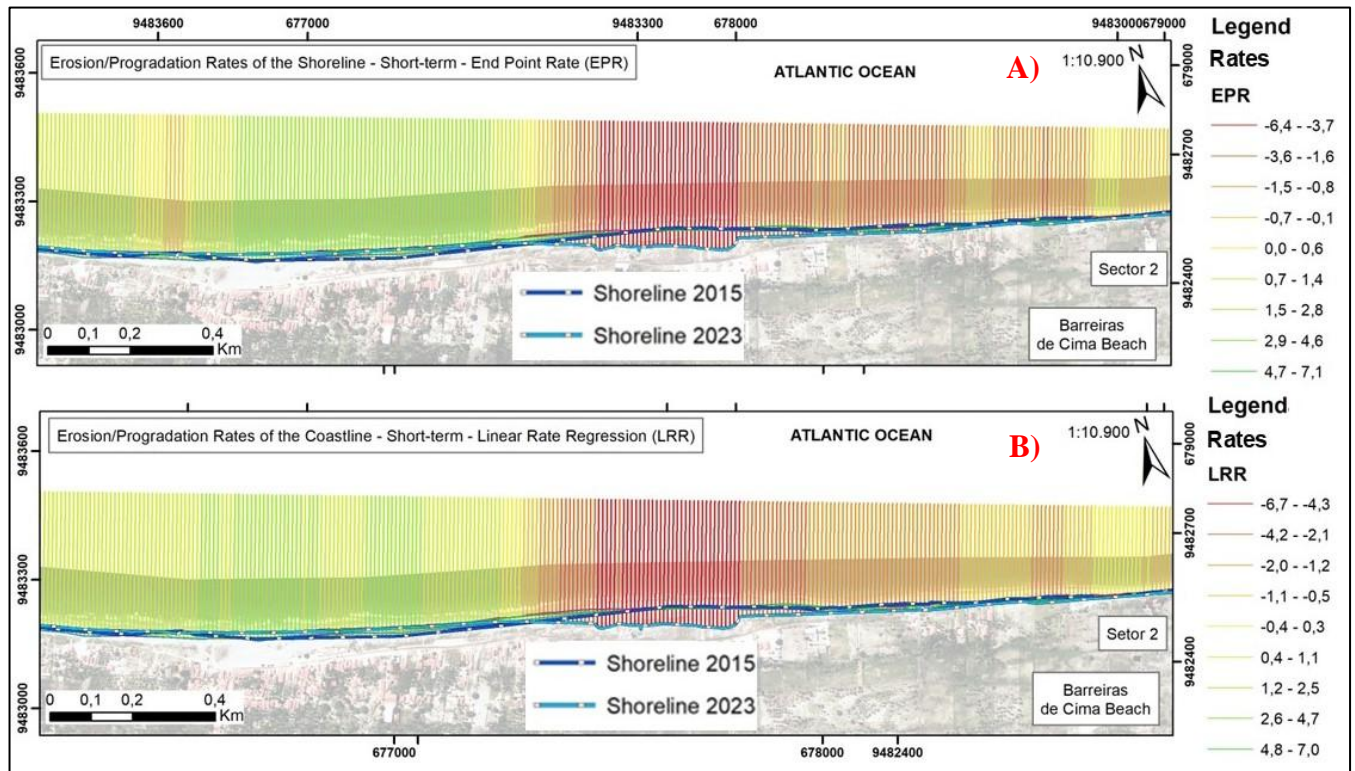 9483600 677000 9483300 678000 9483000 679000
Erosion/Progradation Rates of the Shoreline - Short-term - End Point Rate (EPR)
ATLANTIC OCEAN
A)
1:10.900
N
9483600
9483300
9483000
679000
9482700
9482400
Sector 2
Barreiras
de Cima Beach
Shoreline 2015
Shoreline 2023
0 0,1 0,2 0,4
Km
Legend
Rates
EPR
-6,4 - -3,7
-3,6 - -1,6
-1,5 - -0,8
-0,7 - -0,1
0,0 - 0,6
0,7 - 1,4
1,5 - 2,8
2,9 - 4,6
4,7 - 7,1
Erosion/Progradation Rates of the Coastline - Short-term - Linear Rate Regression (LRR)
ATLANTIC OCEAN
B)
1:10.900
N
9483600
9483300
9483000
679000
9482700
9482400
Setor 2
Barreiras
de Cima Beach
Shoreline 2015
Shoreline 2023
0 0,1 0,2 0,4
Km
677000 678000 9482400
Legend
Rates
LRR
-6,7 - -4,3
-4,2 - -2,1
-2,0 - -1,2
-1,1 - -0,5
-0,4 - 0,3
0,4 - 1,1
1,2 - 2,5
2,6 - 4,7
4,8 - 7,0